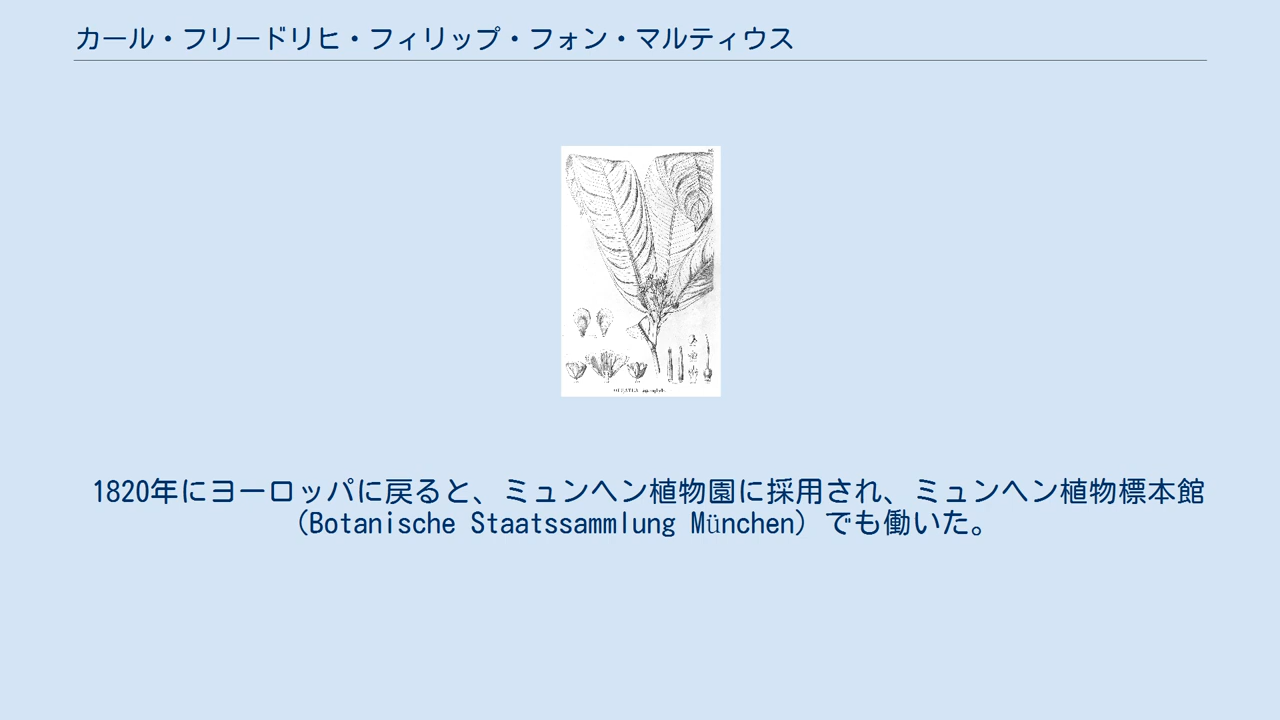 カール・フリードリヒ・フィリップ・フォン・マルティウス
1820年にヨーロッパに戻ると、ミュンヘン植物園に採用され、ミュンヘン植物標本館
（Botanische Staatssammlung München）でも働いた。